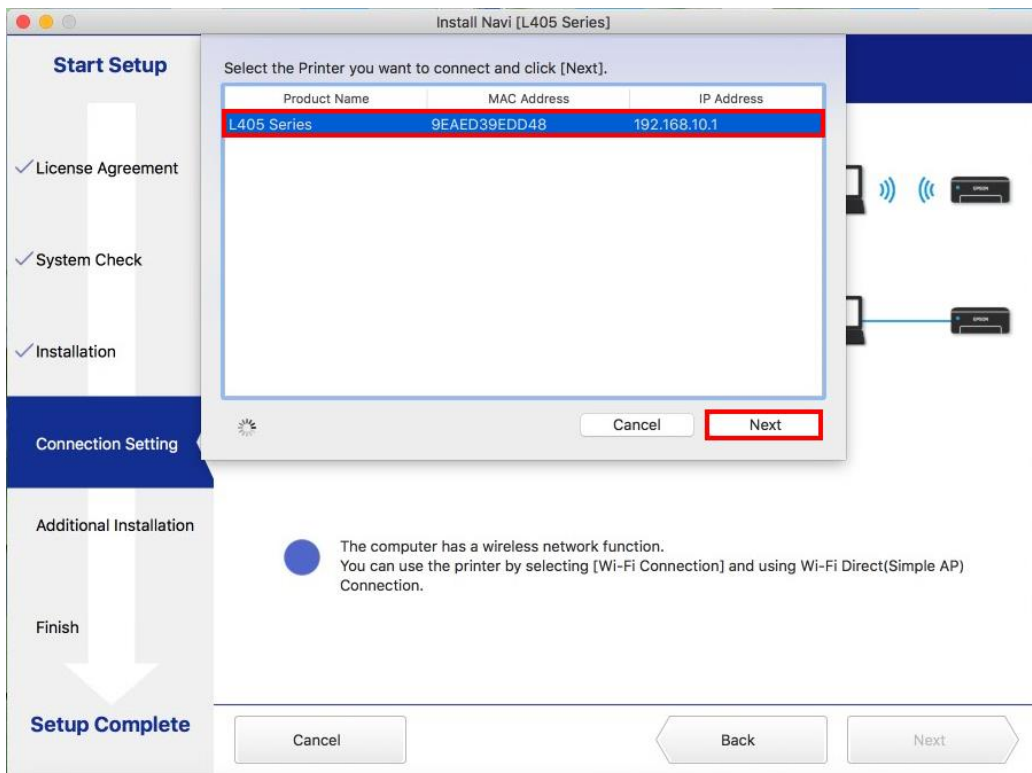 Install Navi [L405 Series]
Start Setup
License Agreement
System Check
Installation
Connection Setting
Additional Installation
Finish
Setup Complete
Select the Printer you want to connect and click [Next].
Product Name MAC Address IP Address
L405 Series 9EAED39EDD48 192.168.10.1
Cancel Next
EPSON
EPSON
The computer has a wireless network function.
You can use the printer by selecting [Wi-Fi Connection] and using Wi-Fi Direct(Simple AP)
Connection.
Cancel Back Next